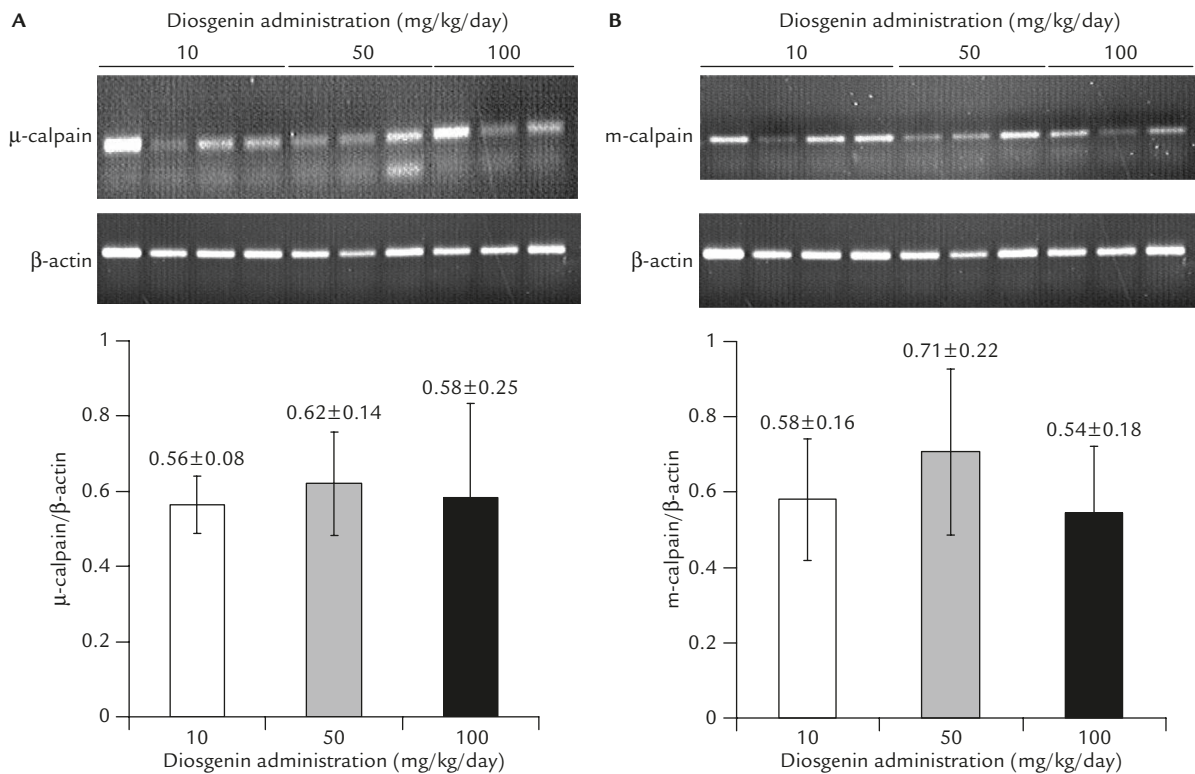 A
Diosgenin administration (mg/kg/day)
10 50 100
μ-calpain
β-actin
1
0.8
0.6
0.4
0.2
0
μ-calpain/β-actin
0.56±0.08
0.62±0.14
0.58±0.25
10 50 100
Diosgenin administration (mg/kg/day)
B
Diosgenin administration (mg/kg/day)
10 50 100
m-calpain
β-actin
1
0.8
0.6
0.4
0.2
0
m-calpain/β-actin
0.58±0.16
0.71±0.22
0.54±0.18
10 50 100
Diosgenin administration (mg/kg/day)